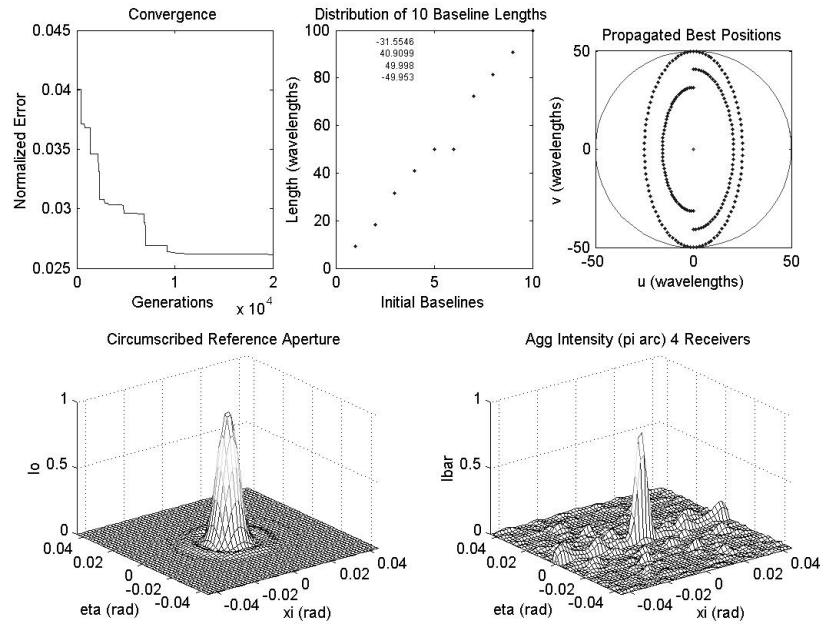 Convergence
0.045
0.04
0.035
0.03
0.025
Normalized Error
0
1
2
Generations
x 10^4
Distribution of 10 Baseline Lengths
-31.5546
40.9099
49.998
-49.953
100
80
60
40
20
0
Length (wavelengths)
0
5
10
Initial Baselines
Propagated Best Positions
50
0
-50
v (wavelengths)
-50
0
50
u (wavelengths)
Circumscribed Reference Aperture
1
0.5
0
Io
0.04
0.02
0
-0.02
-0.04
eta (rad)
-0.04
-0.02
0
0.02
0.04
xi (rad)
Agg Intensity (pi arc) 4 Receivers
1
0.5
0
Ibar
0.04
0.02
0
-0.02
-0.04
eta (rad)
-0.04
-0.02
0
0.02
0.04
xi (rad)